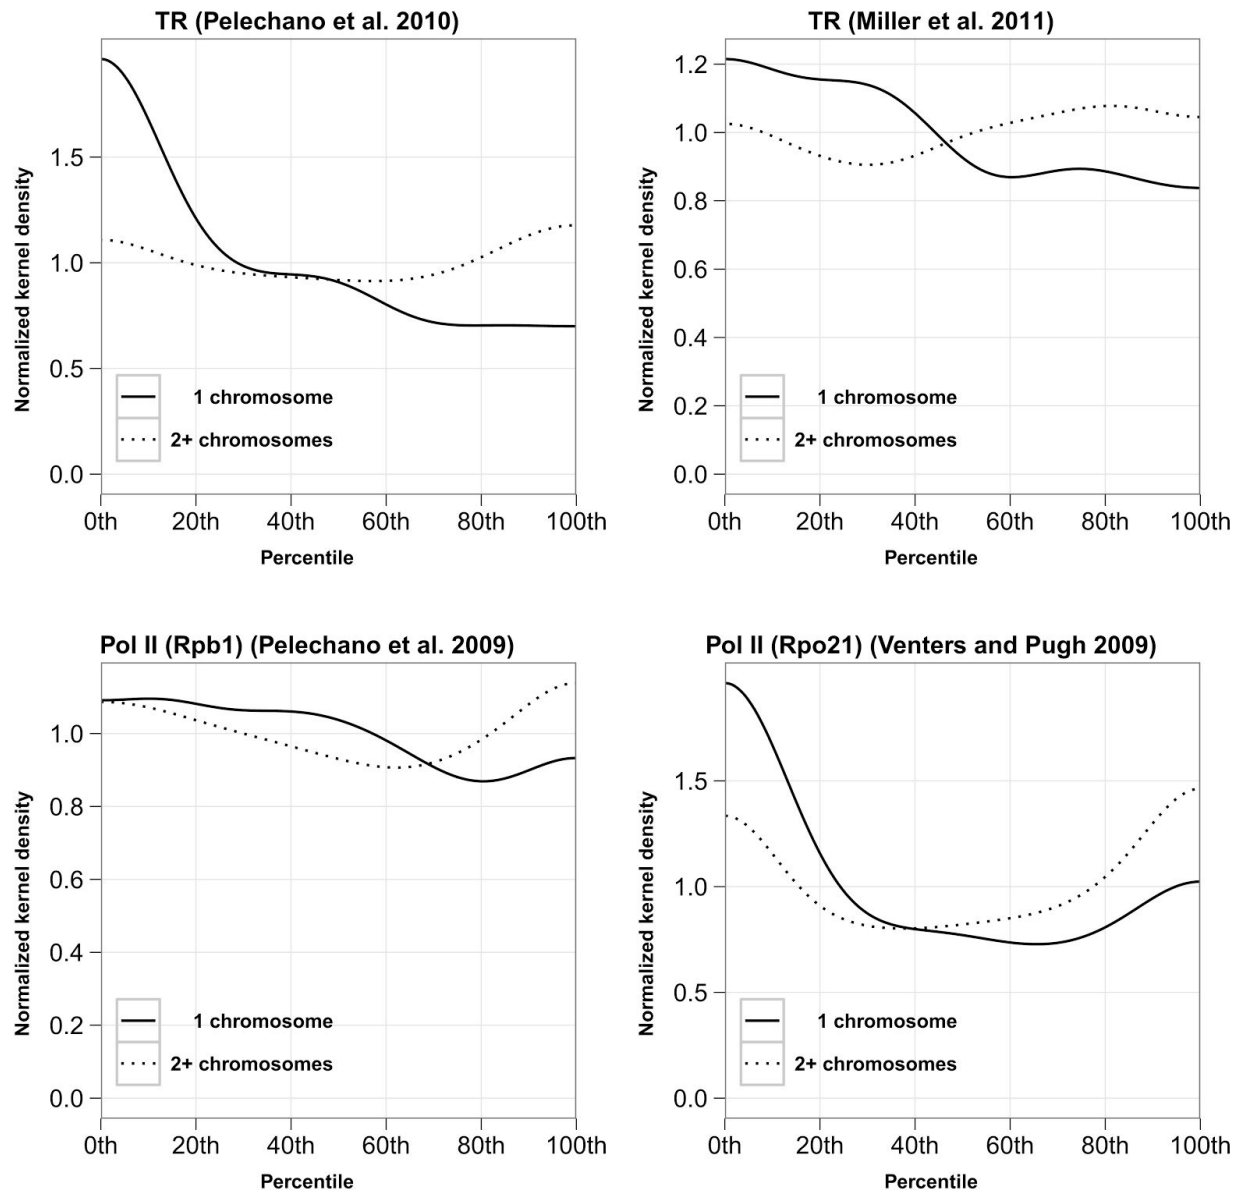 TR (Pelechano et al. 2010)
Normalized kernel density
1.5
1.0
0.5
0.0
1 chromosome
2+ chromosomes
0th 20th 40th 60th 80th 100th
Percentile
TR (Miller et al. 2011)
Normalized kernel density
1.2
1.0
0.8
0.6
0.4
0.2
0.0
1 chromosome
2+ chromosomes
0th 20th 40th 60th 80th 100th
Percentile
Pol II (Rpb1) (Pelechano et al. 2009)
Normalized kernel density
1.0
0.8
0.6
0.4
0.2
0.0
1 chromosome
2+ chromosomes
0th 20th 40th 60th 80th 100th
Percentile
Pol II (Rpo21) (Venters and Pugh 2009)
Normalized kernel density
1.5
1.0
0.5
0.0
1 chromosome
2+ chromosomes
0th 20th 40th 60th 80th 100th
Percentile